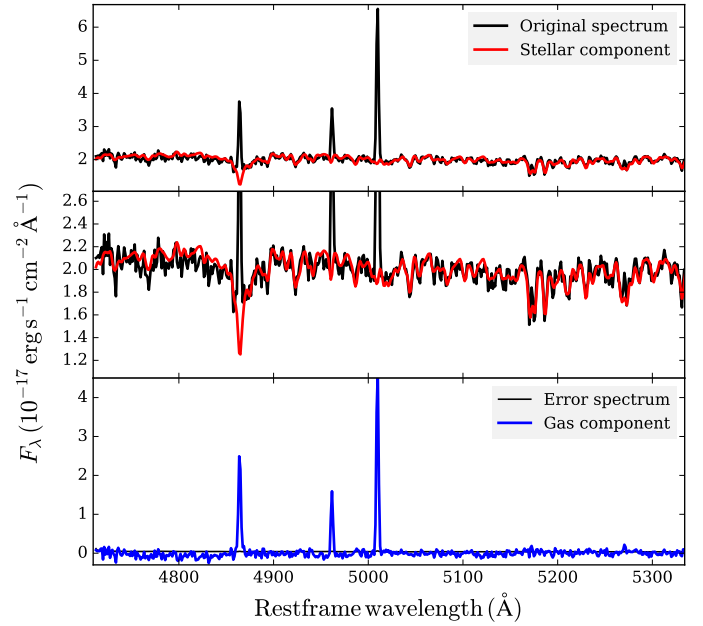 6
5
4
3
2
Original spectrum
Stellar component
2.6
2.4
2.2
2.0
1.8
1.6
1.4
1.2
F_λ (10⁻¹⁷ erg s⁻¹ cm⁻² Å⁻¹)
4
3
2
1
0
Error spectrum
Gas component
4800 4900 5000 5100 5200 5300
Restframe wavelength (Å)